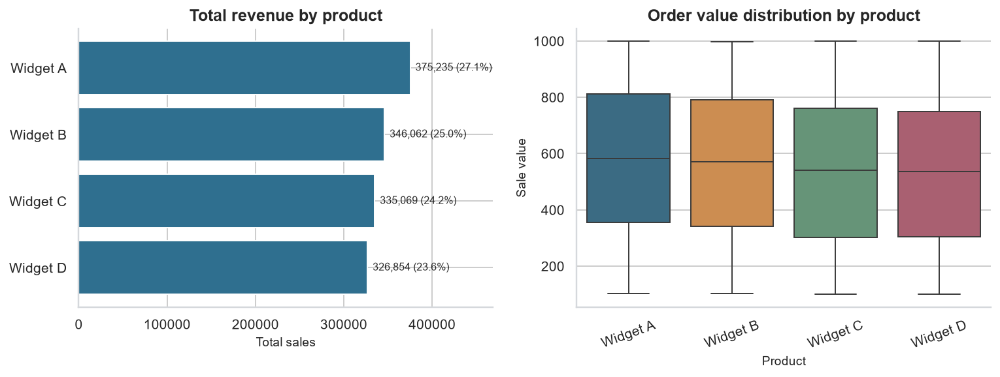 Total revenue by product
Widget A
375,235 (27.1%)
Widget B
346,062 (25.0%)
Widget C
335,069 (24.2%)
Widget D
326,854 (23.6%)
0 100000 200000 300000 400000
Total sales
Order value distribution by product
1000
800
600
400
200
Sale value
Widget A Widget B Widget C Widget D
Product